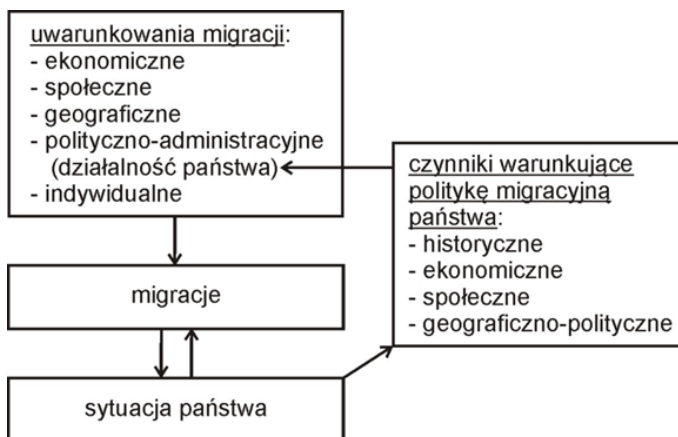 uwarunkowania migracji:
- ekonomiczne
- społeczne
- geograficzne
- polityczno-administracyjne
(działalność państwa)
- indywidualne
czynniki warunkujące
politykę migracyjną
państwa:
- historyczne
- ekonomiczne
- społeczne
- geograficzno-polityczne
migracje
sytuacja państwa